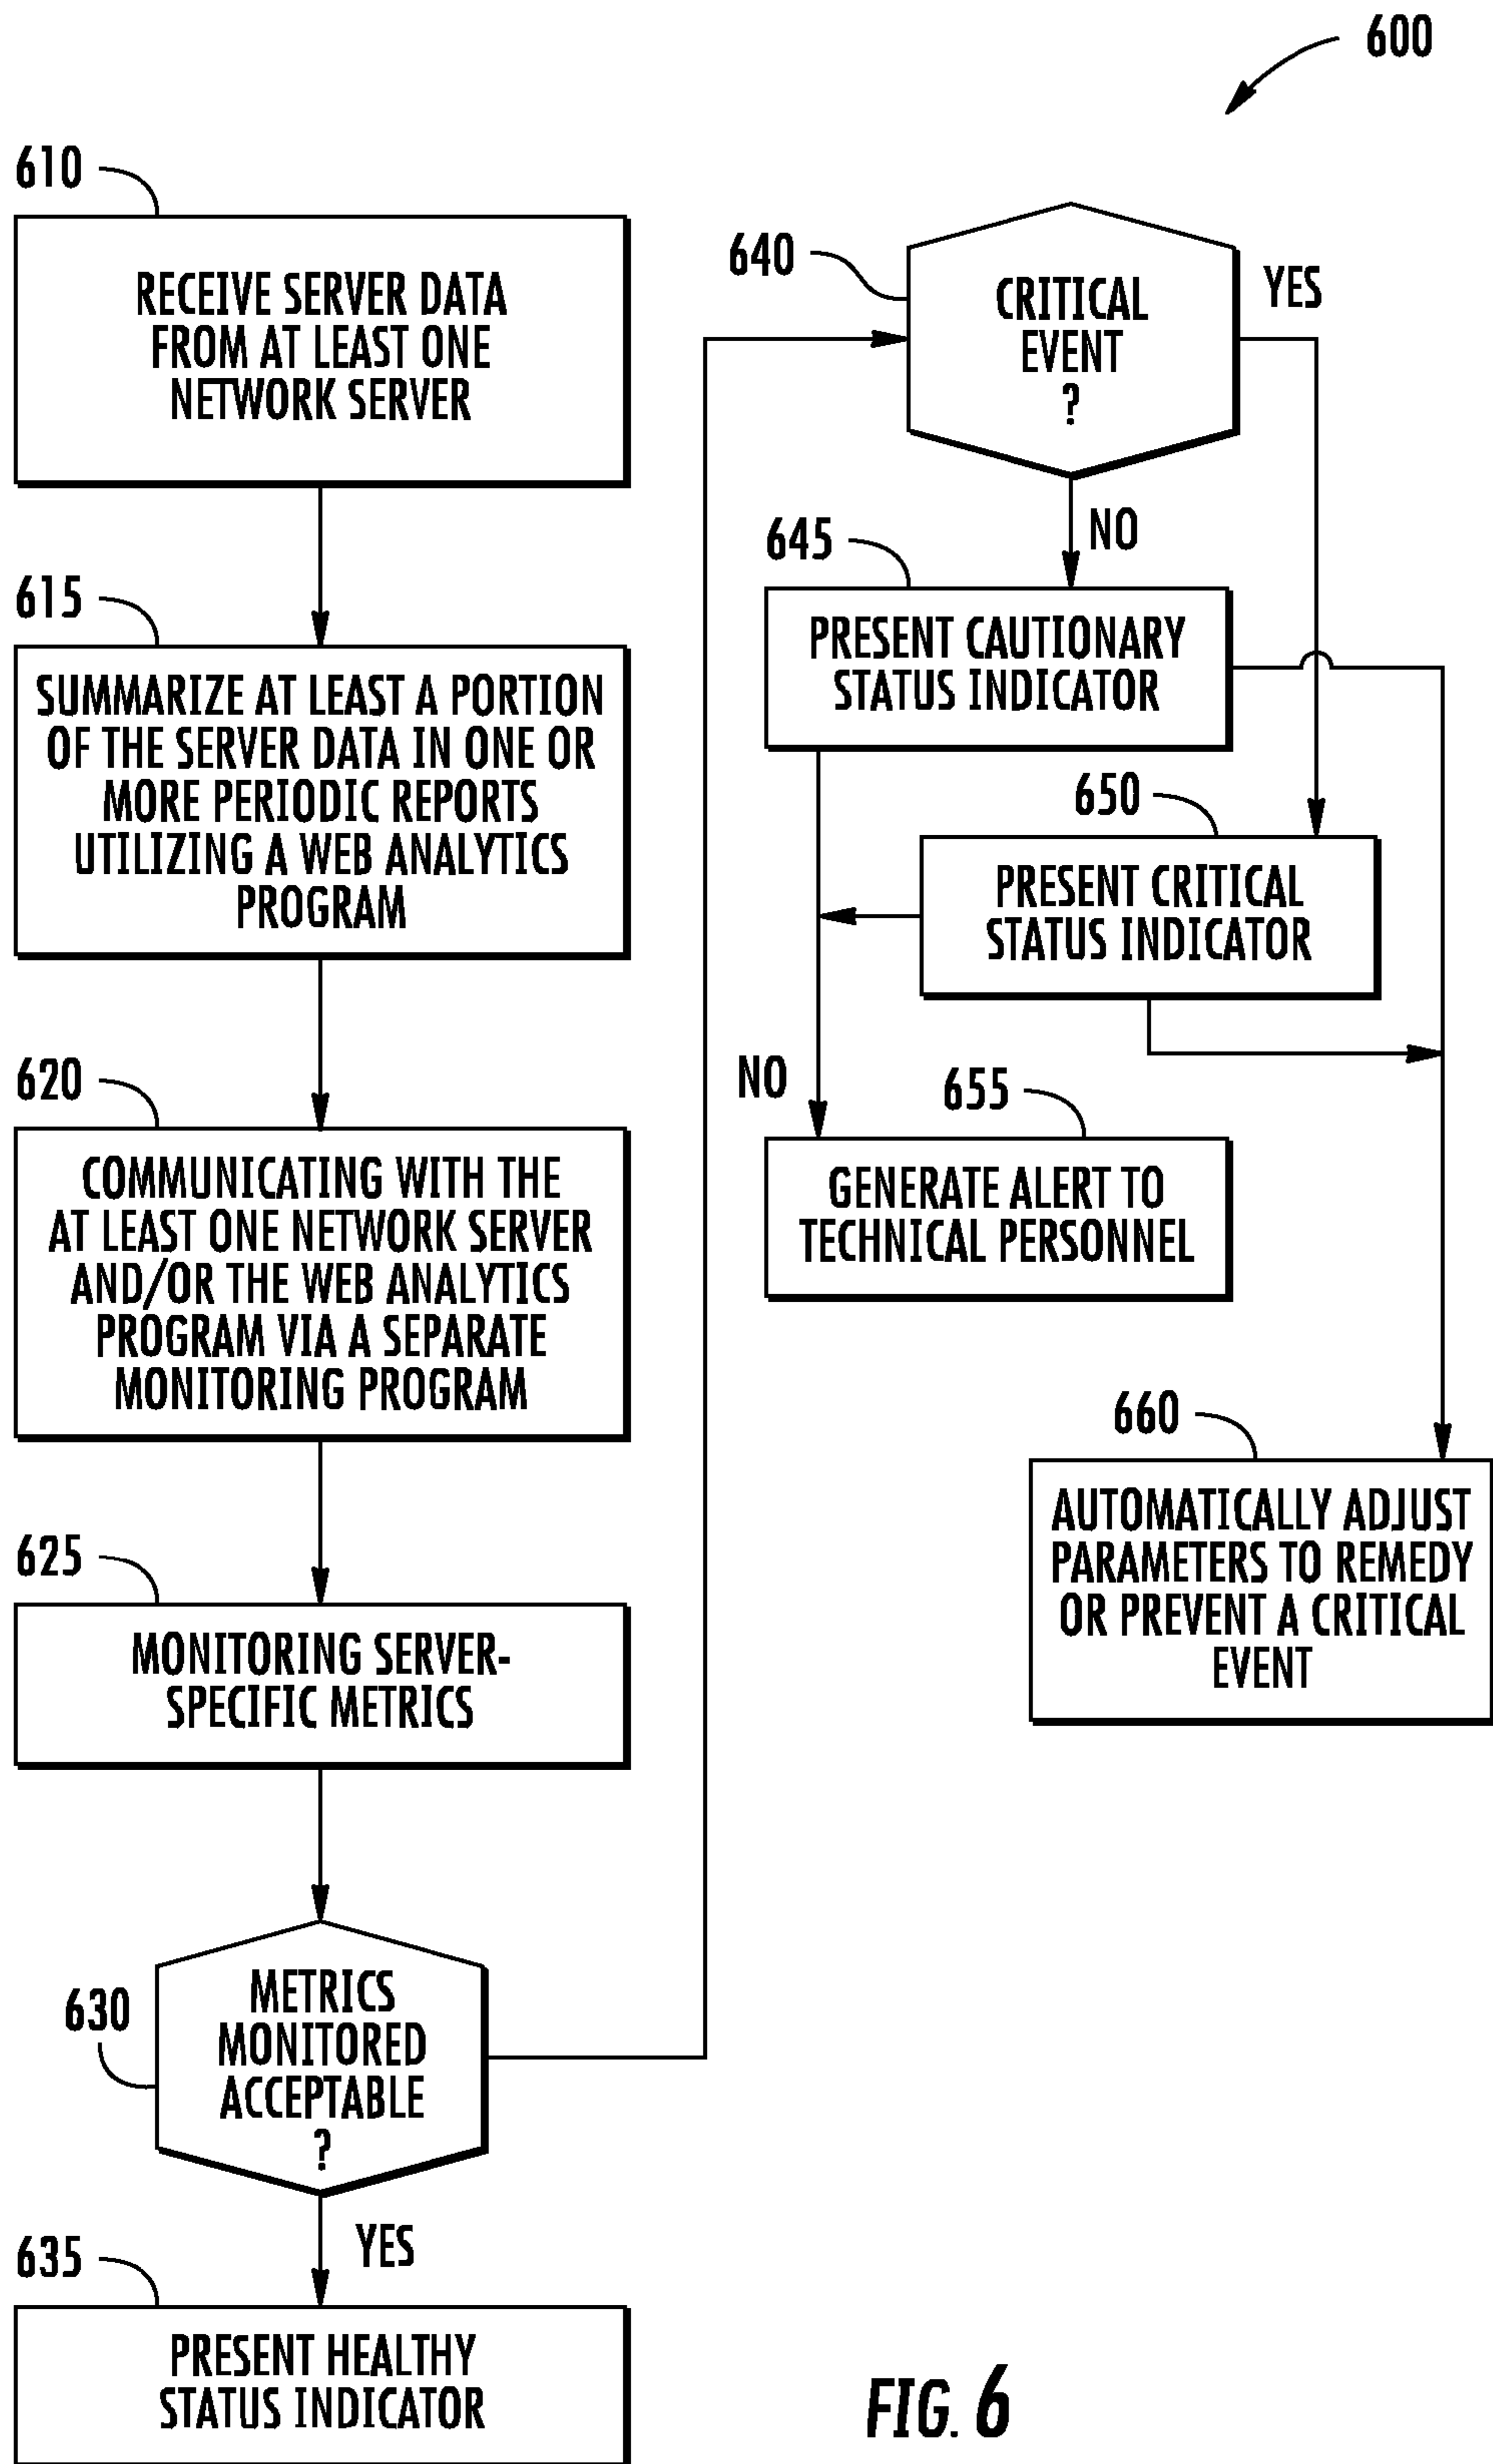 600
610
RECEIVE SERVER DATA
FROM AT LEAST ONE
NETWORK SERVER
615
SUMMARIZE AT LEAST A PORTION
OF THE SERVER DATA IN ONE OR
MORE PERIODIC REPORTS
UTILIZING A WEB ANALYTICS
PROGRAM
620
COMMUNICATING WITH THE
AT LEAST ONE NETWORK SERVER
AND/OR THE WEB ANALYTICS
PROGRAM VIA A SEPARATE
MONITORING PROGRAM
625
MONITORING SERVER-
SPECIFIC METRICS
630
METRICS
MONITORED
ACCEPTABLE
?
YES
635
PRESENT HEALTHY
STATUS INDICATOR
640
CRITICAL
EVENT
?
YES
NO
645
PRESENT CAUTIONARY
STATUS INDICATOR
650
PRESENT CRITICAL
STATUS INDICATOR
NO
655
GENERATE ALERT TO
TECHNICAL PERSONNEL
660
AUTOMATICALLY ADJUST
PARAMETERS TO REMEDY
OR PREVENT A CRITICAL
EVENT
FIG. 6